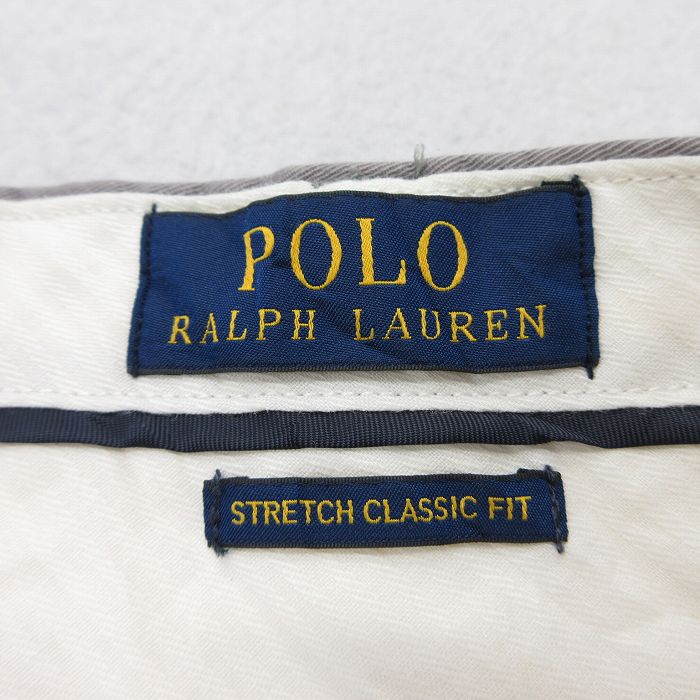 POLO
RALPH LAUREN
STRETCH CLASSIC FIT